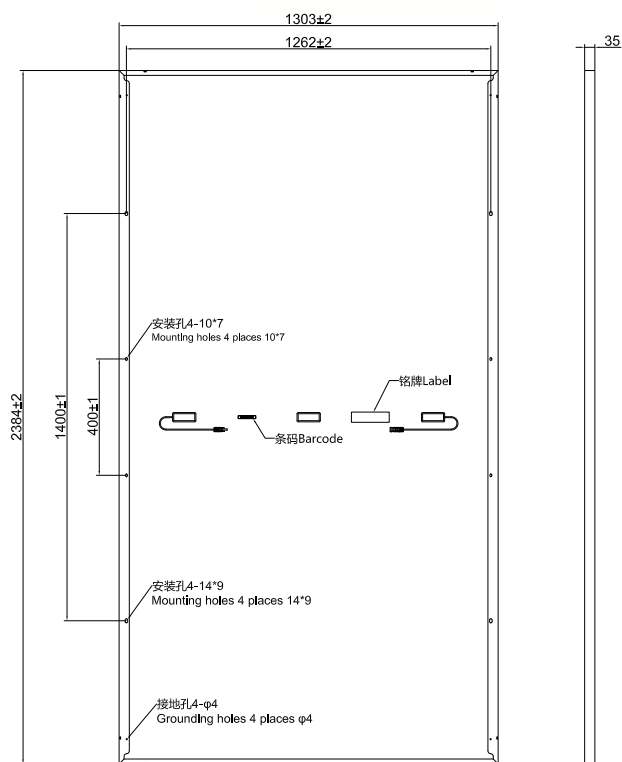 1303±2
1262±2
35
安装孔4-10*7
Mounting holes 4 places 10*7
铭牌Label
2384±2
1400±1
400±1
条码Barcode
安装孔4-14*9
Mounting holes 4 places 14*9
接地孔4-φ4
Grounding holes 4 places φ4